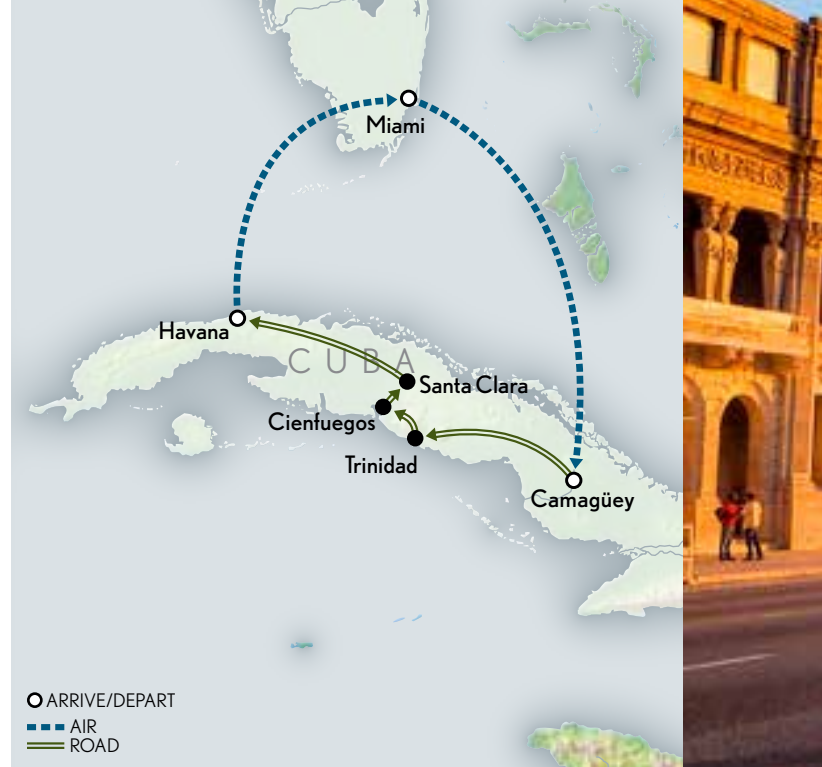 Miami
Havana
CUBA
Santa Clara
Cienfuegos
Trinidad
Camagüey
ARRIVE/DEPART
AIR
ROAD